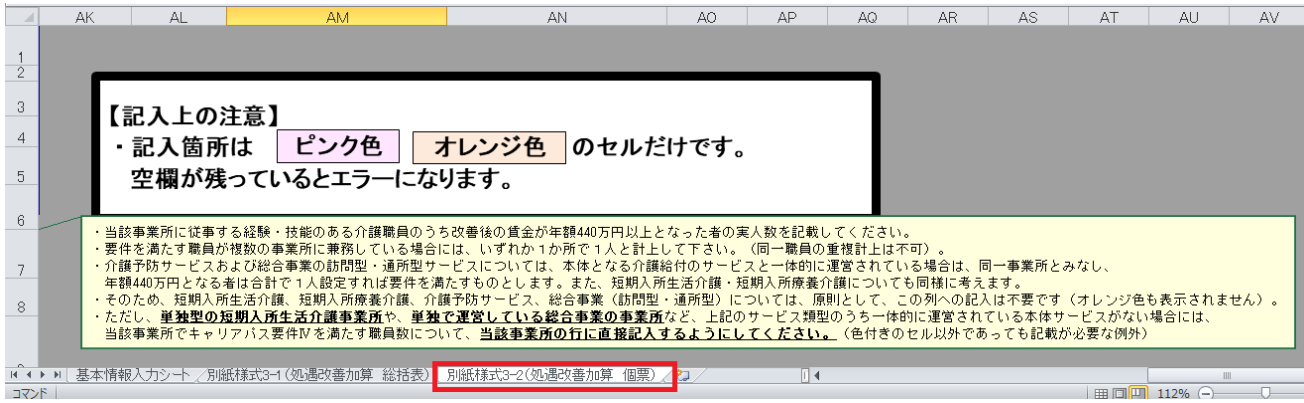 AK AL AM AN AO AP AQ AR AS AT AU AV
1
2
3
【記入上の注意】
4
・記入箇所は ピンク色 オレンジ色 のセルだけです。
5
空欄が残っているとエラーになります。
6
・当該事業所に従事する経験・技能のある介護職員のうち改善後の賃金が年額440万円以上となった者の実人数を記載してください。
・要件を満たす職員が複数の事業所に兼務している場合には、いずれか1か所で1人と計上して下さい。（同一職員の重複計上は不可）。
7
・介護予防サービスおよび総合事業の訪問型・通所型サービスについては、本体となる介護給付のサービスと一体的に運営されている場合は、同一事業所とみなし、
年額440万円となる者は合計で1人設定すれば要件を満たすものとします。また、短期入所生活介護・短期入所療養介護についても同様に考えます。
8
・そのため、短期入所生活介護、短期入所療養介護、介護予防サービス、総合事業（訪問型・通所型）については、原則として、この列への記入は不要です（オレンジ色も表示されません）。
・ただし、単独型の短期入所生活介護事業所や、単独で運営している総合事業の事業所など、上記のサービス類型のうち一体的に運営されている本体サービスがない場合には、
当該事業所でキャリアパス要件Ⅳを満たす職員数について、当該事業所の行に直接記入するようにしてください。（色付きのセル以外であっても記載が必要な例外）
基本情報入力シート 別紙様式3-1（処遇改善加算 総括表） 別紙様式3-2（処遇改善加算 個票）
コマンド 112%